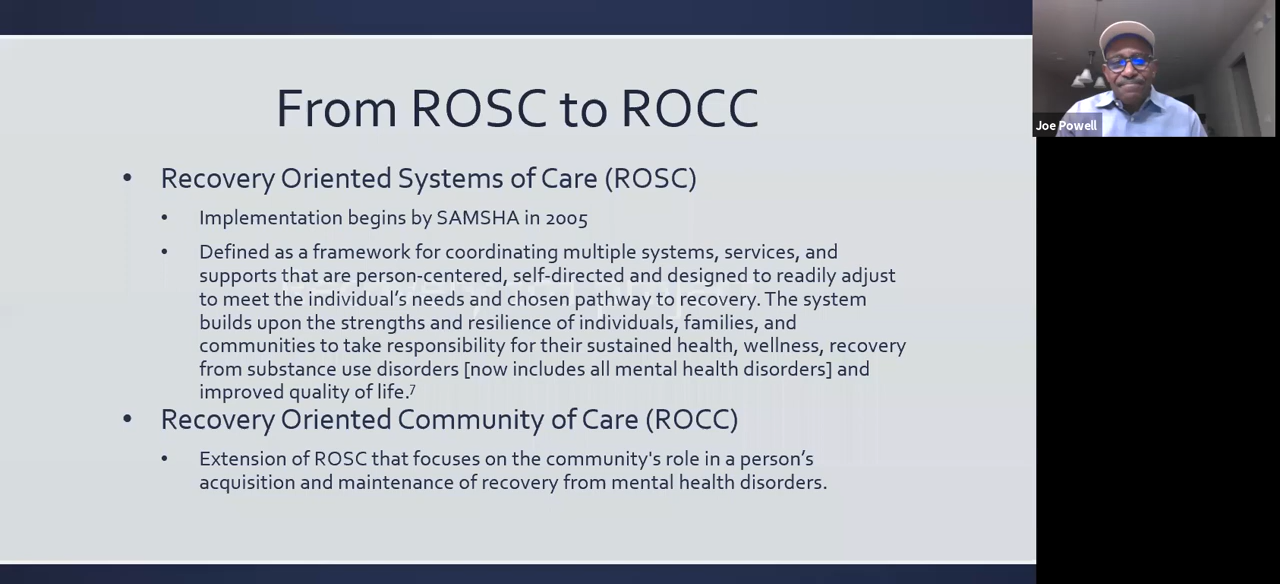 From ROSC to ROCC
Joe Powell
• Recovery Oriented Systems of Care (ROSC)
• Implementation begins by SAMSHA in 2005
• Defined as a framework for coordinating multiple systems, services, and
supports that are person-centered, self-directed and designed to readily adjust
to meet the individual’s needs and chosen pathway to recovery. The system
builds upon the strengths and resilience of individuals, families, and
communities to take responsibility for their sustained health, wellness, recovery
from substance use disorders [now includes all mental health disorders] and
improved quality of life.⁷
• Recovery Oriented Community of Care (ROCC)
• Extension of ROSC that focuses on the community's role in a person’s
acquisition and maintenance of recovery from mental health disorders.